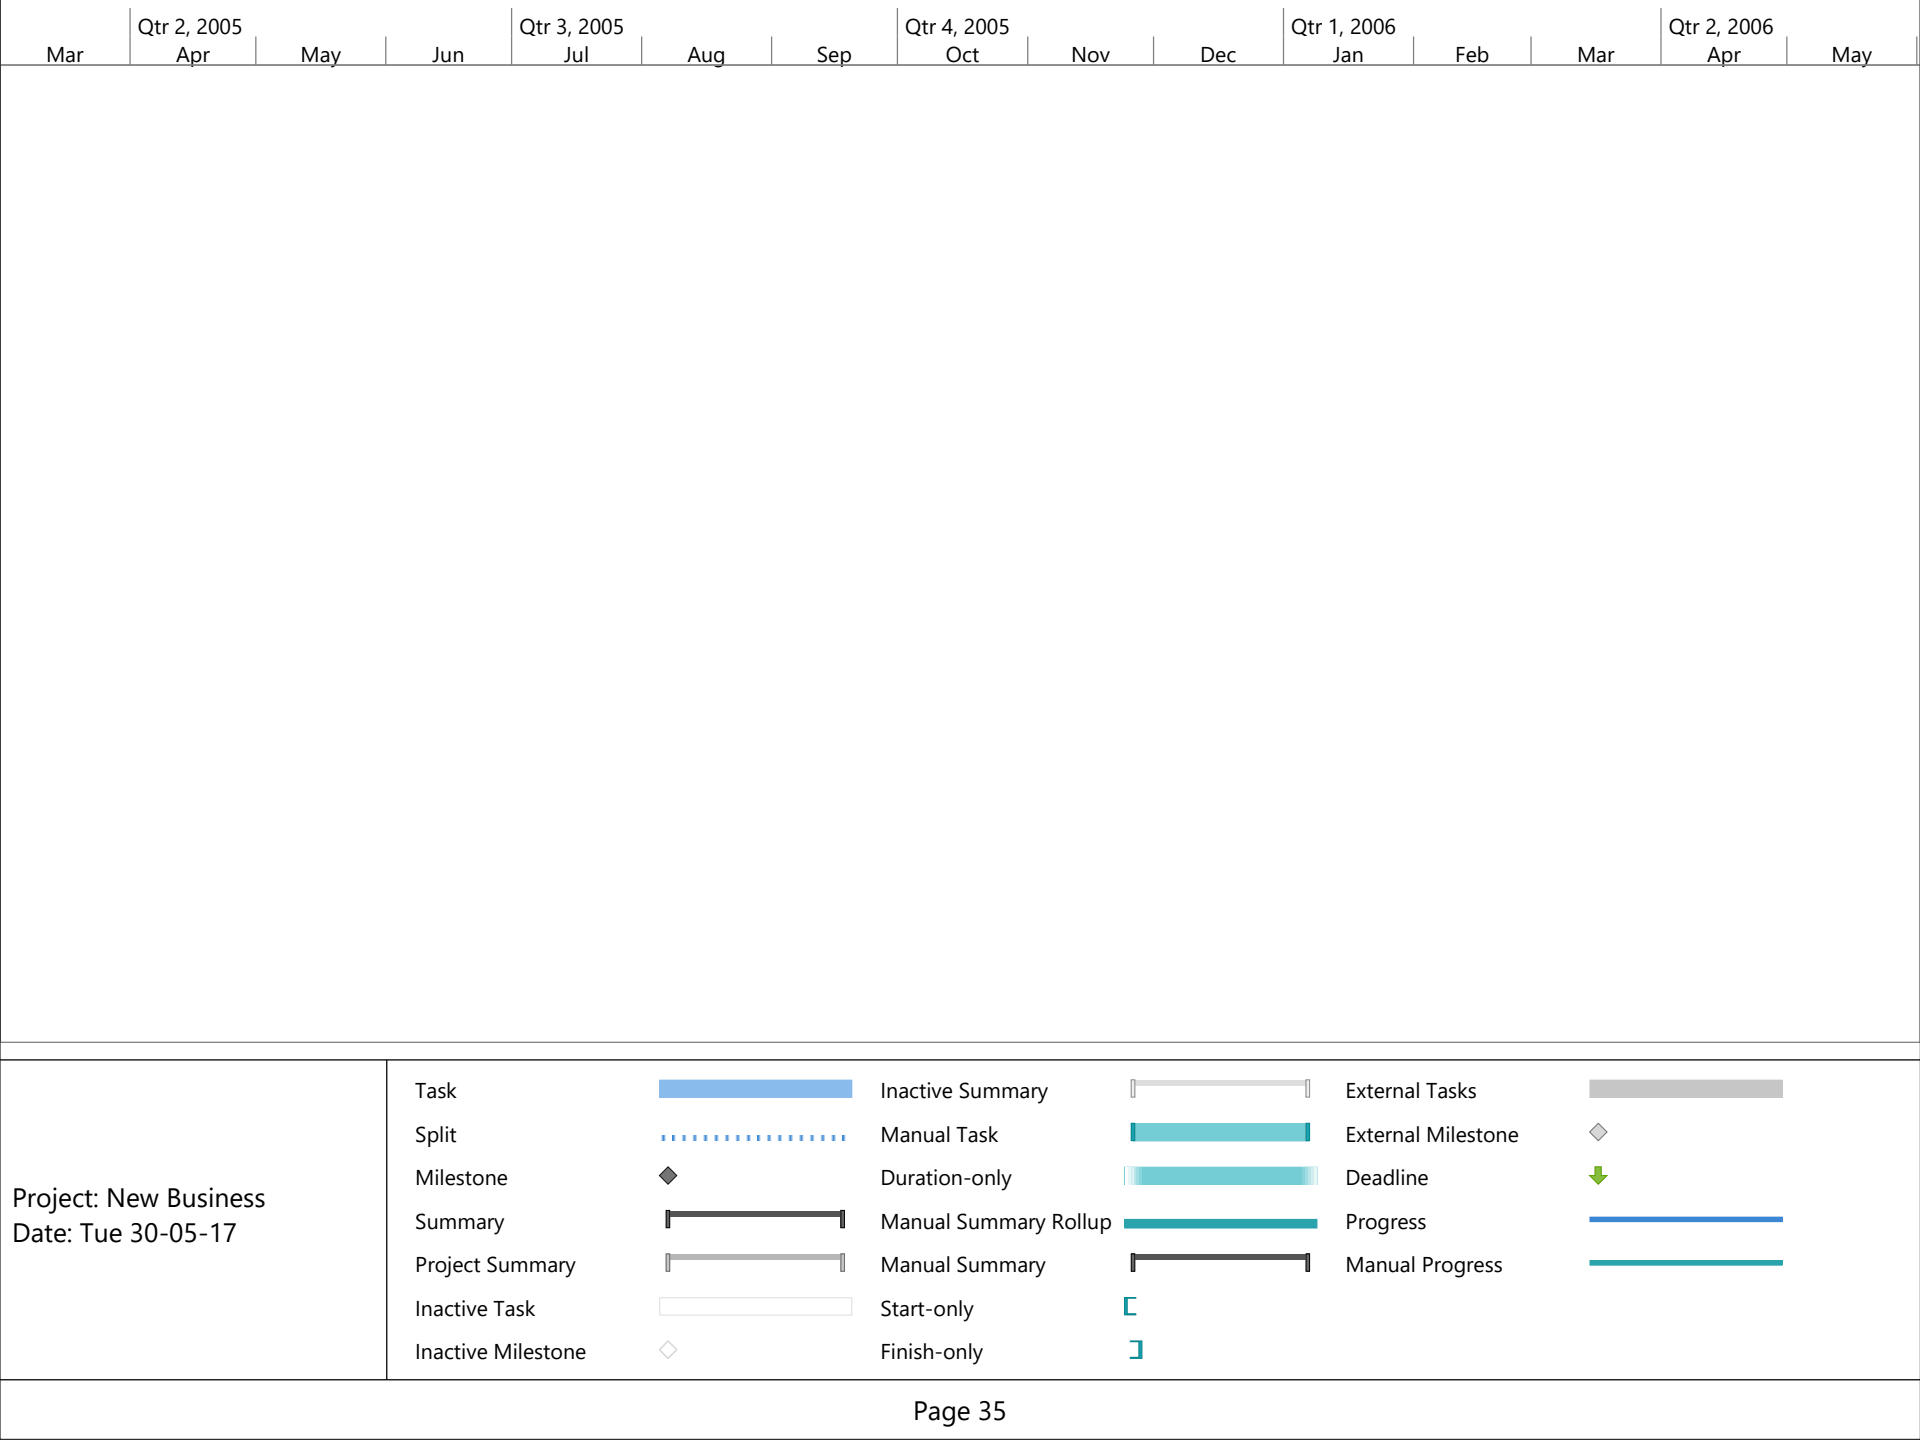 Qtr 2, 2005 Qtr 3, 2005 Qtr 4, 2005 Qtr 1, 2006 Qtr 2, 2006
Mar Apr May Jun Jul Aug Sep Oct Nov Dec Jan Feb Mar Apr May
Project: New Business
Date: Tue 30-05-17
Task
Split
Milestone
Summary
Project Summary
Inactive Task
Inactive Milestone
Inactive Summary
Manual Task
Duration-only
Manual Summary Rollup
Manual Summary
Start-only
Finish-only
External Tasks
External Milestone
Deadline
Progress
Manual Progress
Page 35